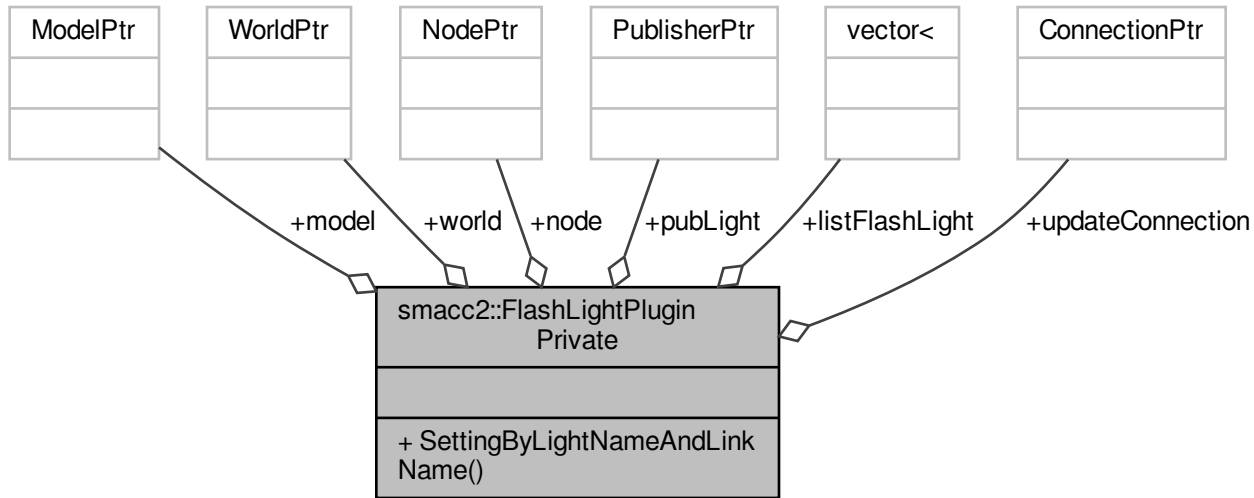 ModelPtr
WorldPtr
NodePtr
PublisherPtr
vector<
ConnectionPtr
+model
+world
+node
+pubLight
+listFlashLight
+updateConnection
smacc2::FlashLightPlugin
Private
+ SettingByLightNameAndLink
Name()